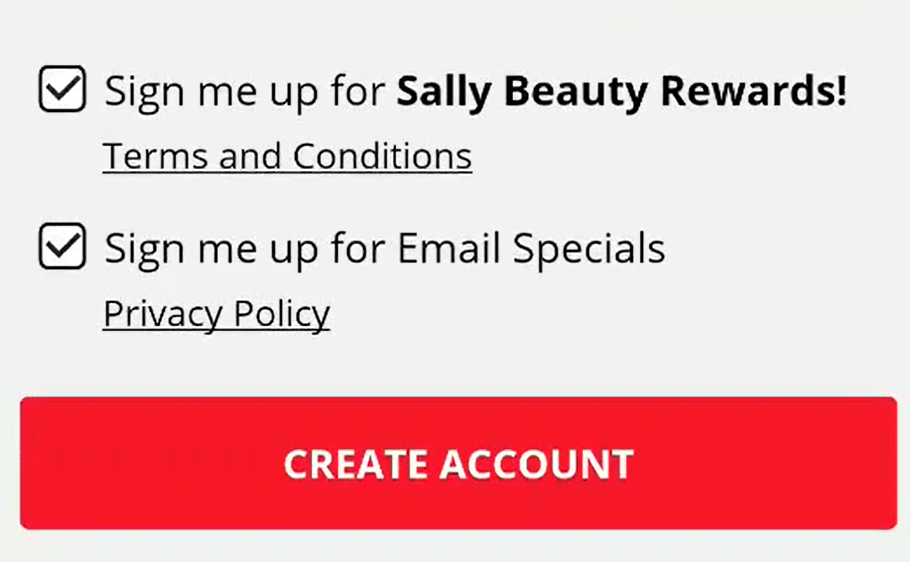 Sign me up for Sally Beauty Rewards!
Terms and Conditions
Sign me up for Email Specials
Privacy Policy
CREATE ACCOUNT